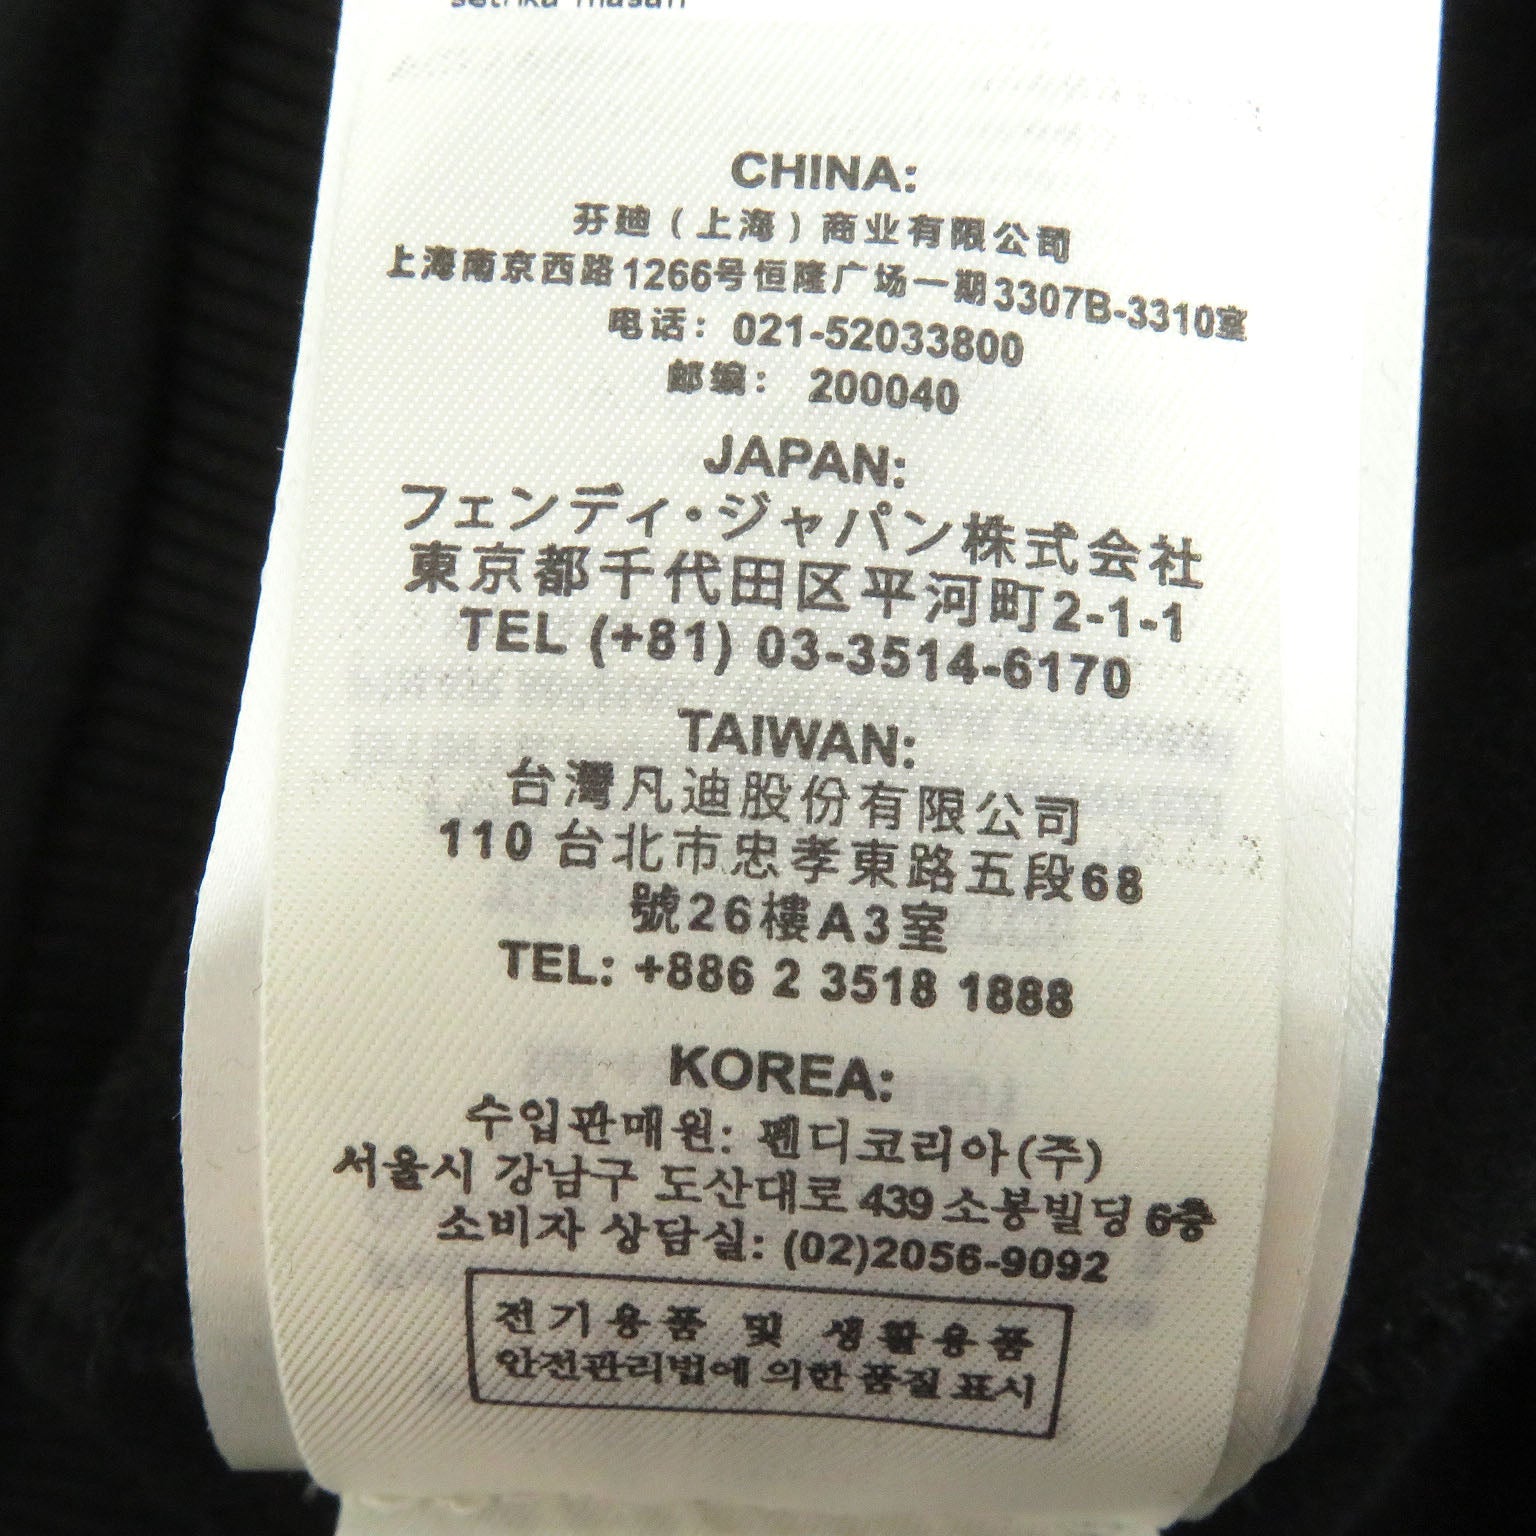 CHINA:
芬迪（上海）商业有限公司
上海南京西路1266号恒隆广场一期3307B-3310室
电话：021-52033800
邮编：200040
JAPAN:
フェンディ・ジャパン株式会社
東京都千代田区平河町2-1-1
TEL (+81) 03-3514-6170
TAIWAN:
台灣凡迪股份有限公司
110 台北市忠孝東路五段68
號26樓A3室
TEL: +886 2 3518 1888
KOREA:
수입판매원: 펜디코리아(주)
서울시 강남구 도산대로 439 소봉빌딩 6층
소비자 상담실: (02)2056-9092
전기용품 및 생활용품
안전관리법에 의한 품질표시